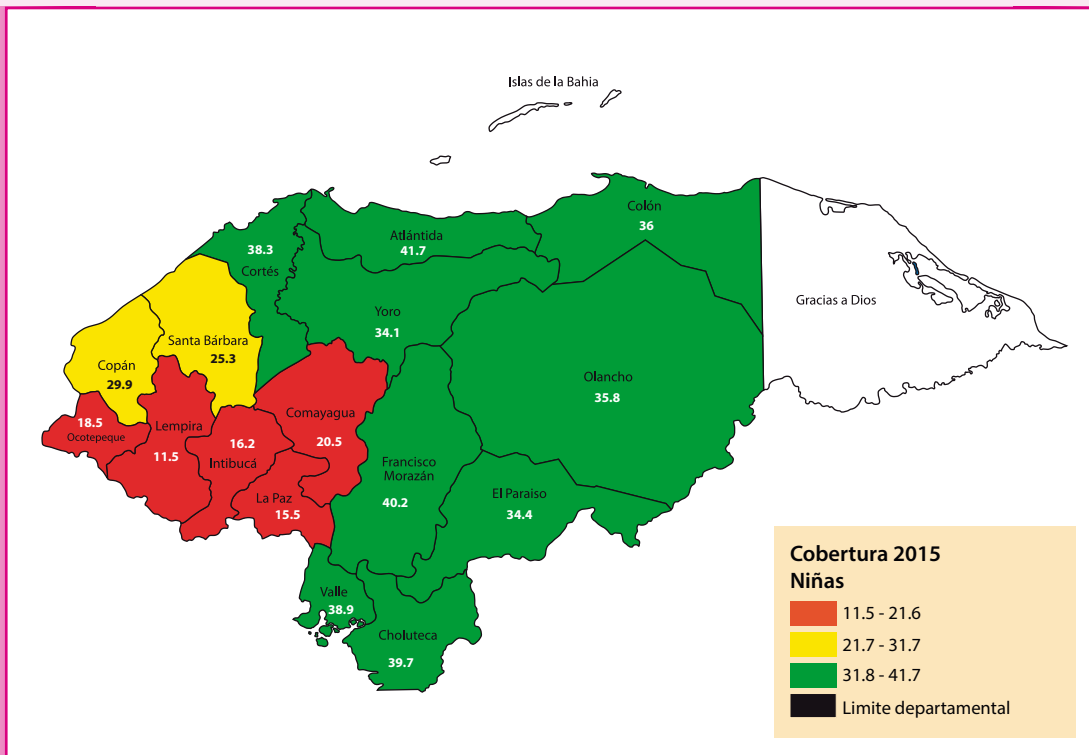 Islas de la Bahia
Colón
36
Atlántida
41.7
38.3
Cortés
Gracias a Dios
Yoro
34.1
Santa Bárbara
25.3
Copán
29.9
Olancho
35.8
Comayagua
20.5
18.5
Ocotepeque
Lempira
11.5
16.2
Intibucá
Francisco
Morazán
40.2
El Paraiso
34.4
La Paz
15.5
Valle
38.9
Choluteca
39.7
Cobertura 2015
Niñas
11.5 - 21.6
21.7 - 31.7
31.8 - 41.7
Limite departamental